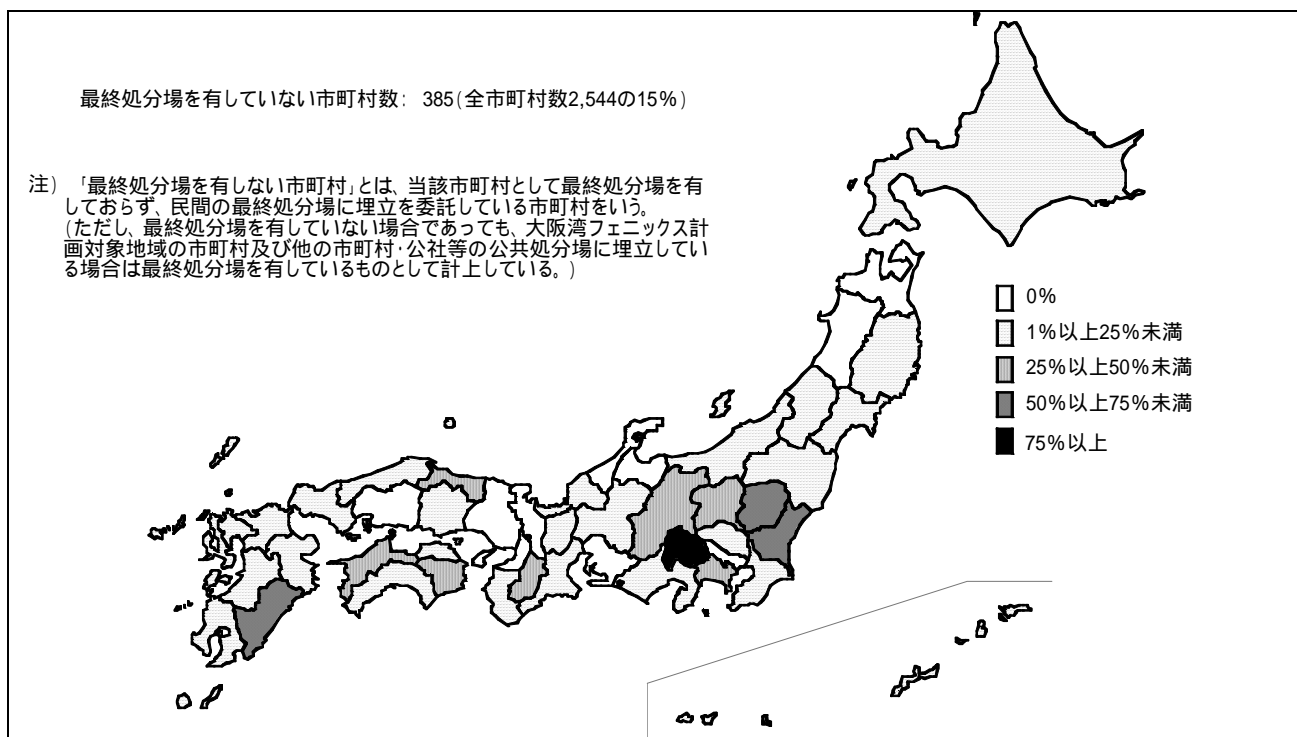 最終処分場を有していない市町村数： 385(全市町村数2,544の15%)
注） 「最終処分場を有しない市町村」とは、当該市町村として最終処分場を有
しておらず、民間の最終処分場に埋立を委託している市町村をいう。
(ただし、最終処分場を有していない場合であっても、大阪湾フェニックス計
画対象地域の市町村及び他の市町村・公社等の公共処分場に埋立してい
る場合は最終処分場を有しているものとして計上している。)
0%
1%以上25%未満
25%以上50%未満
50%以上75%未満
75%以上